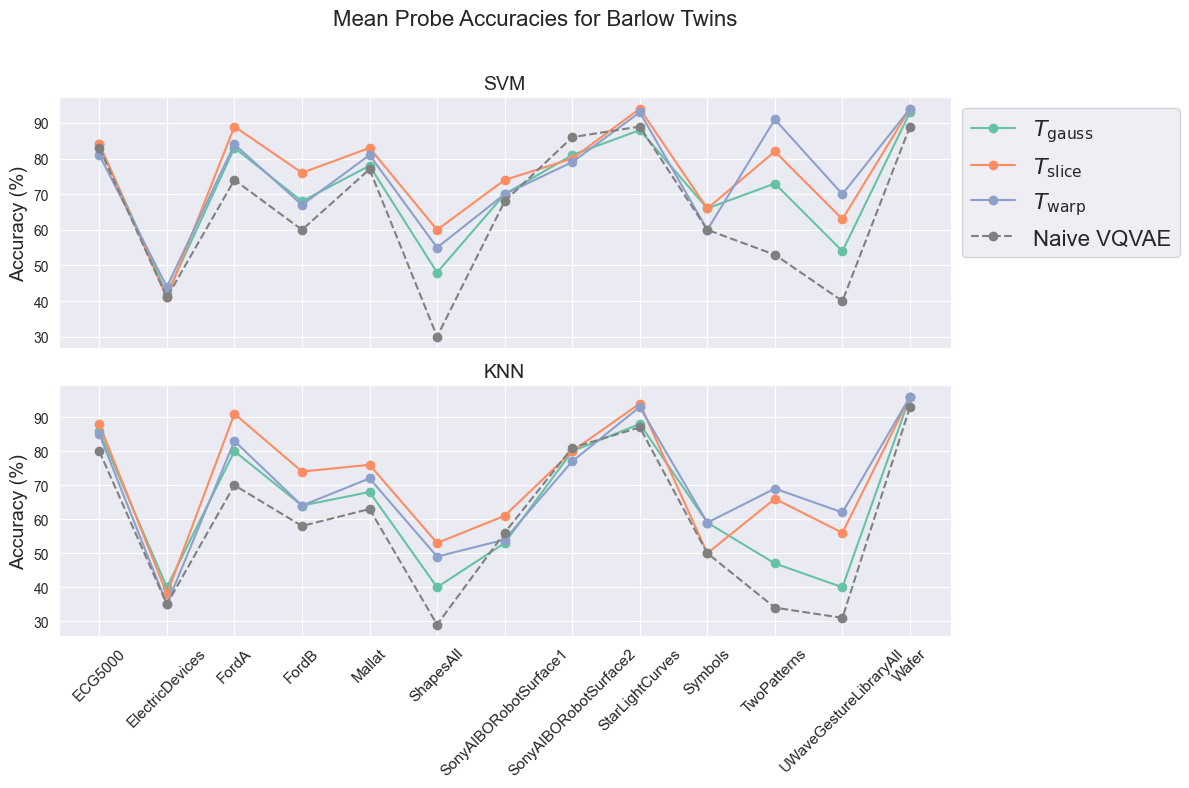 Mean Probe Accuracies for Barlow Twins
SVM
Accuracy (%)
90
80
70
60
50
40
30
T_gauss
T_slice
T_warp
Naive VQVAE
KNN
Accuracy (%)
90
80
70
60
50
40
30
ECG5000
ElectricDevices
FordA
FordB
Mallat
ShapesAll
SonyAIBORobotSurface1
SonyAIBORobotSurface2
StarLightCurves
Symbols
TwoPatterns
UWaveGestureLibraryAll
Wafer